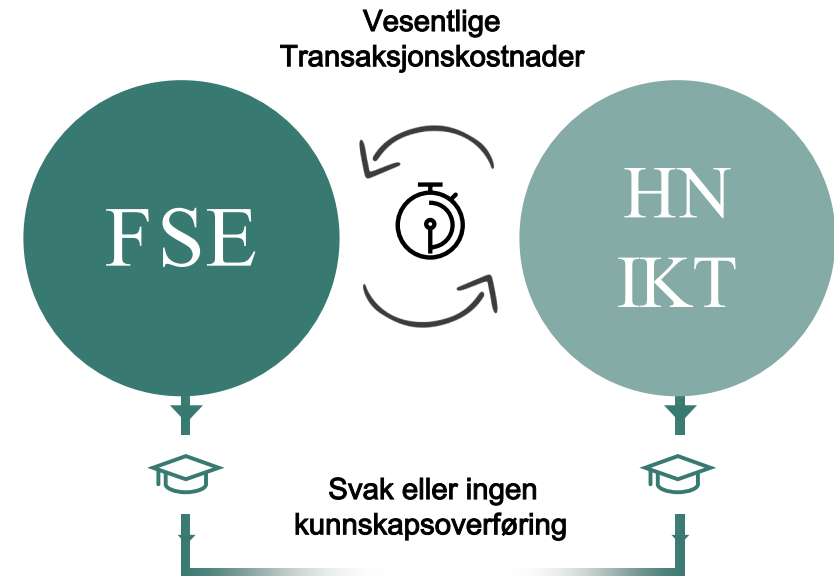 Vesentlige
Transaksjonskostnader
FSE
HN
IKT
Svak eller ingen
kunnskapsoverføring